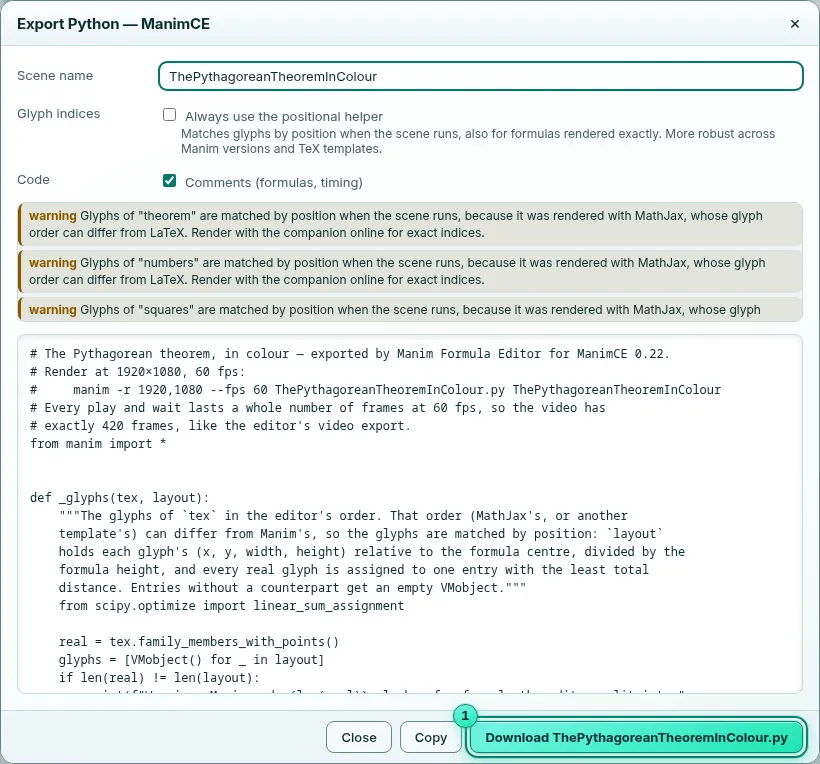 Export Python — ManimCE
×
Scene name
ThePythagoreanTheoremInColour
Glyph indices
Always use the positional helper
Matches glyphs by position when the scene runs, also for formulas rendered exactly. More robust across
Manim versions and TeX templates.
Code
Comments (formulas, timing)
warning Glyphs of "theorem" are matched by position when the scene runs, because it was rendered with MathJax, whose glyph
order can differ from LaTeX. Render with the companion online for exact indices.
warning Glyphs of "numbers" are matched by position when the scene runs, because it was rendered with MathJax, whose glyph
order can differ from LaTeX. Render with the companion online for exact indices.
warning Glyphs of "squares" are matched by position when the scene runs, because it was rendered with MathJax, whose glyph
# The Pythagorean theorem, in colour — exported by Manim Formula Editor for ManimCE 0.22.
# Render at 1920×1080, 60 fps:
#     manim -r 1920,1080 --fps 60 ThePythagoreanTheoremInColour.py ThePythagoreanTheoremInColour
# Every play and wait lasts a whole number of frames at 60 fps, so the video has
# exactly 420 frames, like the editor's video export.
from manim import *
def _glyphs(tex, layout):
    """The glyphs of `tex` in the editor's order. That order (MathJax's, or another
    template's) can differ from Manim's, so the glyphs are matched by position: `layout`
    holds each glyph's (x, y, width, height) relative to the formula centre, divided by the
    formula height, and every real glyph is assigned to one entry with the least total
    distance. Entries without a counterpart get an empty VMobject."""
    from scipy.optimize import linear_sum_assignment
    real = tex.family_members_with_points()
    glyphs = [VMobject() for _ in layout]
    if len(real) != len(layout):
1
Close
Copy
Download ThePythagoreanTheoremInColour.py